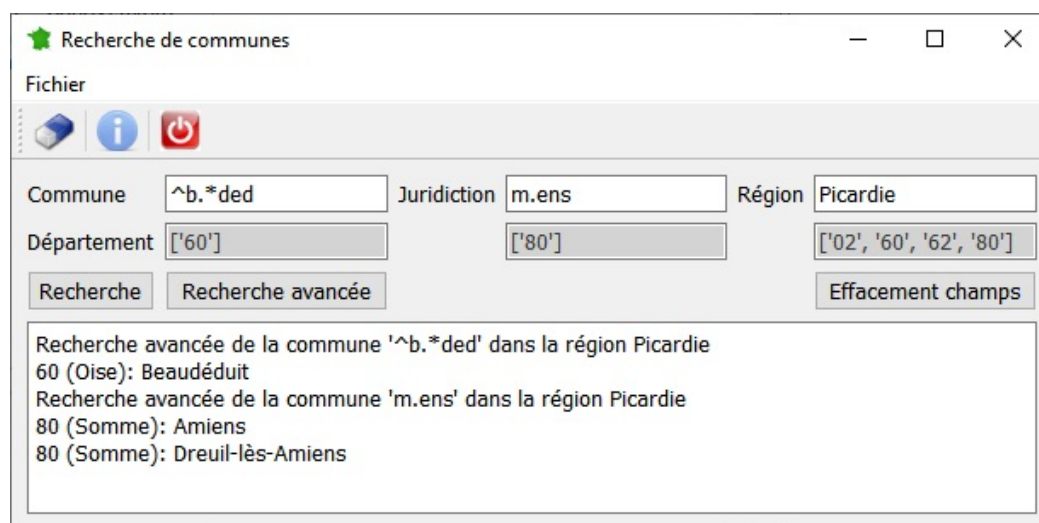 Recherche de communes
Fichier
Commune ^b.*ded Juridiction m.ens Région Picardie
Département ['60'] ['80'] ['02', '60', '62', '80']
Recherche Recherche avancée Effacement champs
Recherche avancée de la commune '^b.*ded' dans la région Picardie
60 (Oise): Beaudéduit
Recherche avancée de la commune 'm.ens' dans la région Picardie
80 (Somme): Amiens
80 (Somme): Dreuil-lès-Amiens